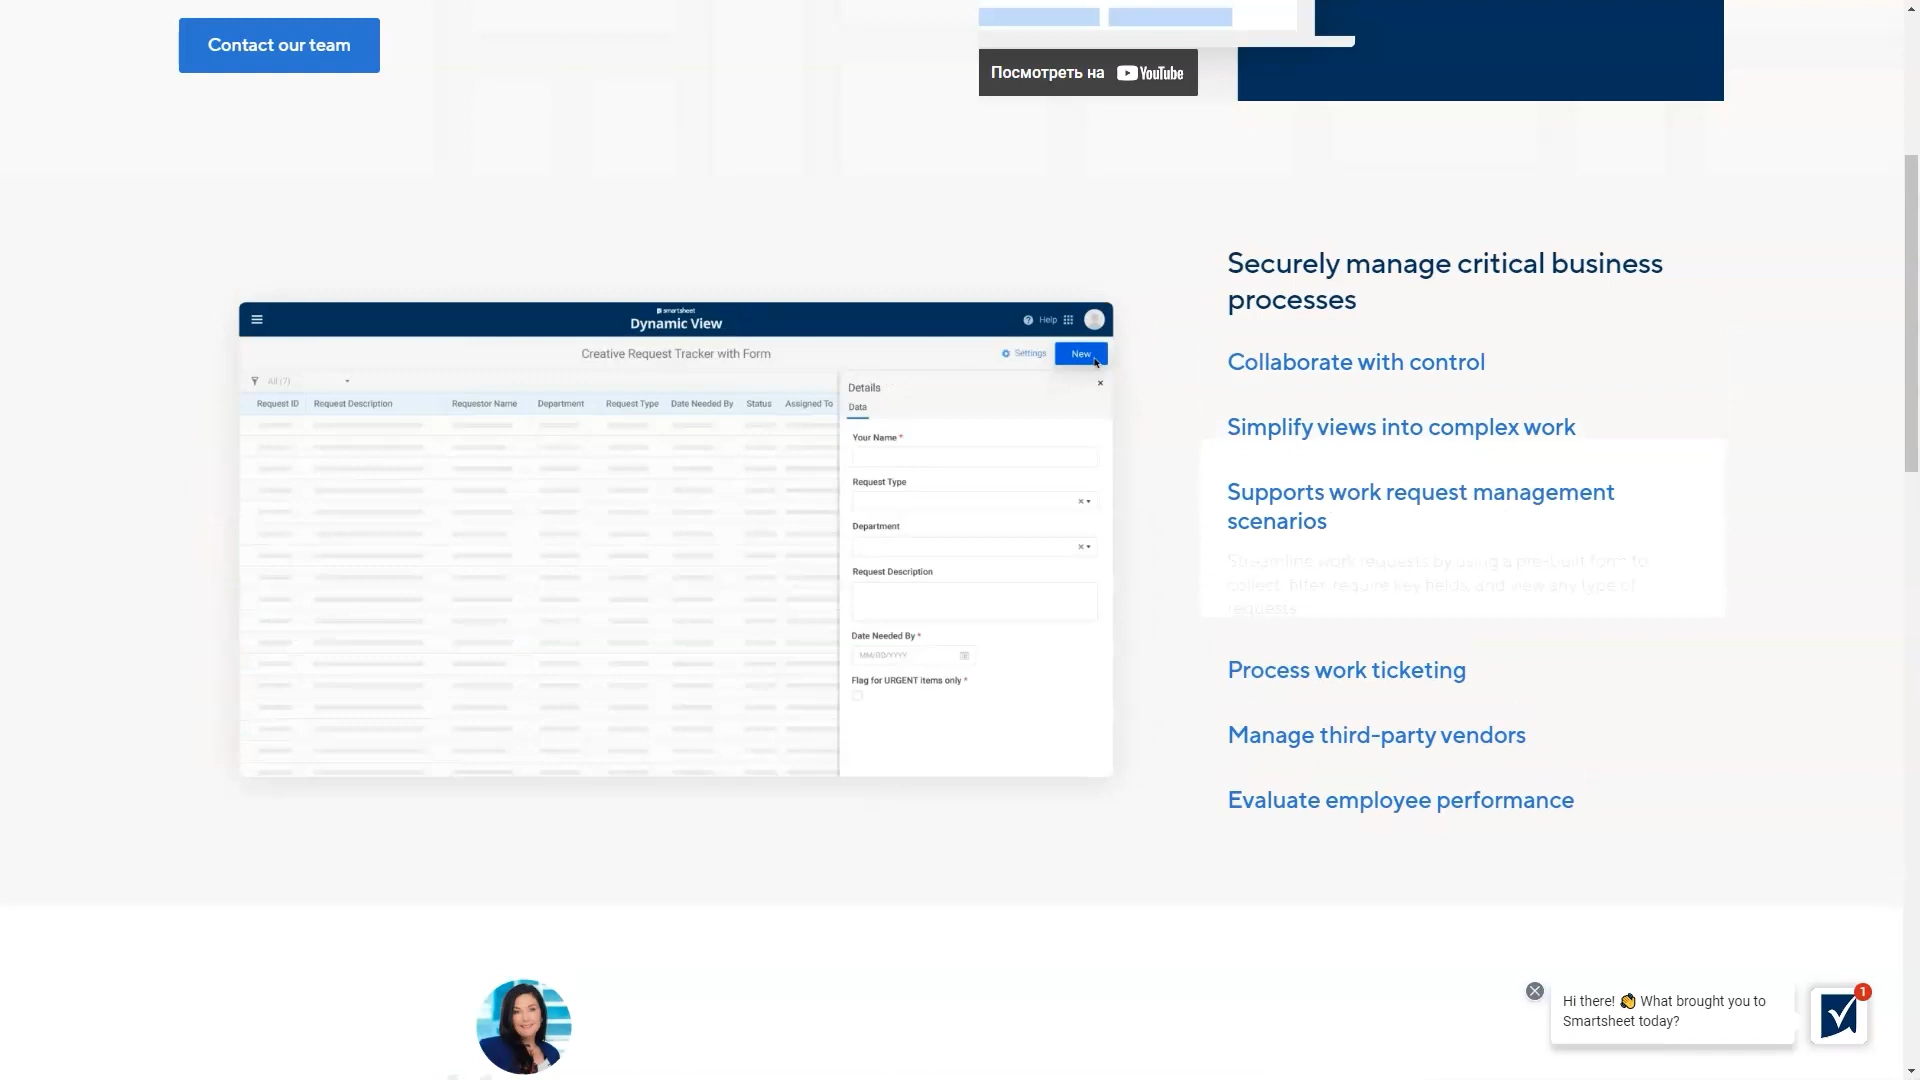 Contact our team
Посмотреть на YouTube
Securely manage critical business
processes
Collaborate with control
Simplify views into complex work
Supports work request management
scenarios
Streamline work requests by using a pre-built form to
collect, filter, require key fields, and view any type of
requests.
Process work ticketing
Manage third-party vendors
Evaluate employee performance
smartsheet
Dynamic View
Help
Creative Request Tracker with Form
Settings
New
All (7)
Request ID Request Description Requestor Name Department Request Type Date Needed By Status Assigned To
Details
Data
Your Name *
Request Type
Department
Request Description
Date Needed By *
MM/DD/YYYY
Flag for URGENT items only *
Hi there! 👋 What brought you to
Smartsheet today?
1